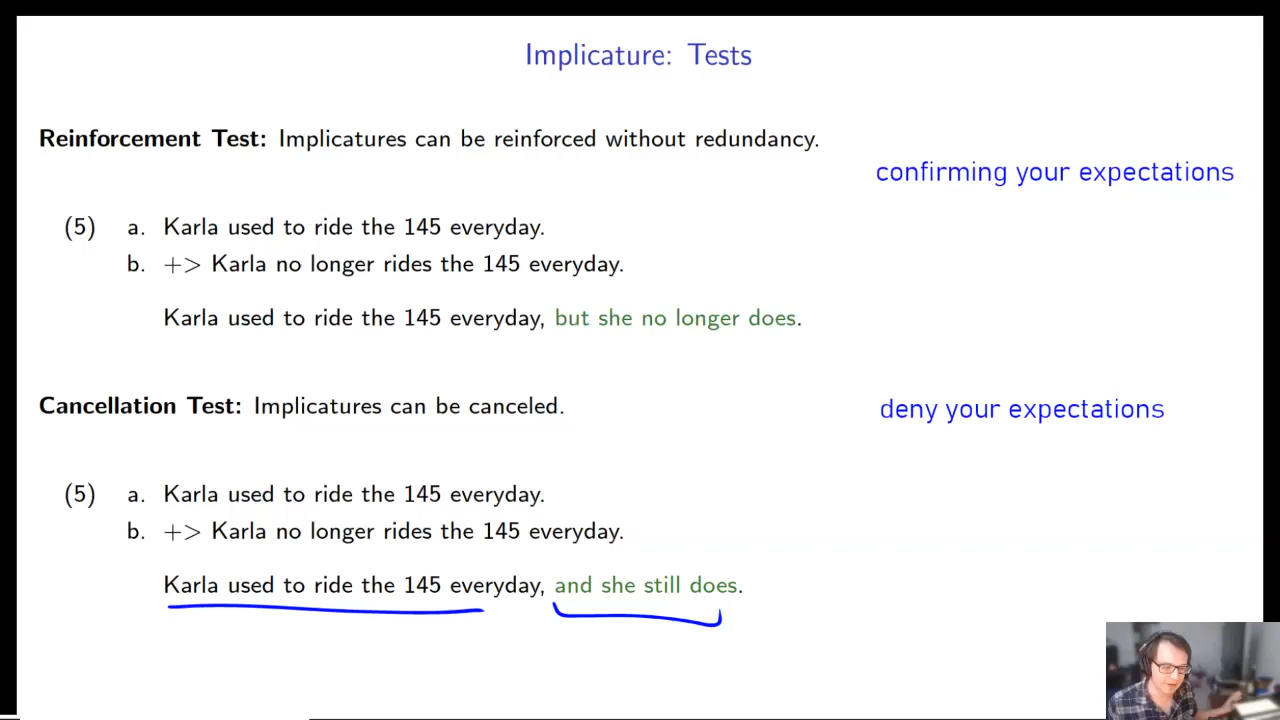 Implicature: Tests
Reinforcement Test: Implicatures can be reinforced without redundancy.
confirming your expectations
(5) a. Karla used to ride the 145 everyday.
b. +> Karla no longer rides the 145 everyday.
Karla used to ride the 145 everyday, but she no longer does.
Cancellation Test: Implicatures can be canceled.
deny your expectations
(5) a. Karla used to ride the 145 everyday.
b. +> Karla no longer rides the 145 everyday.
Karla used to ride the 145 everyday, and she still does.